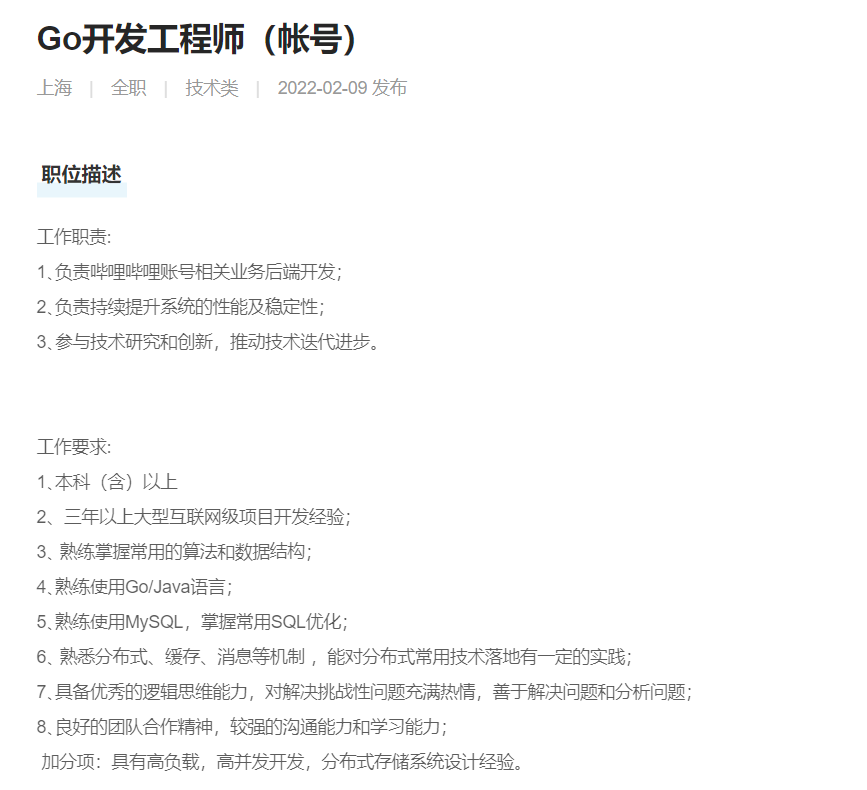 Go开发工程师（帐号）
上海 | 全职 | 技术类 | 2022-02-09 发布
职位描述
工作职责:
1、负责哔哩哔哩账号相关业务后端开发；
2、负责持续提升系统的性能及稳定性；
3、参与技术研究和创新，推动技术迭代进步。
工作要求:
1、本科（含）以上
2、 三年以上大型互联网级项目开发经验；
3、 熟练掌握常用的算法和数据结构；
4、熟练使用Go/Java语言；
5、熟练使用MySQL，掌握常用SQL优化；
6、 熟悉分布式、缓存、消息等机制 ，能对分布式常用技术落地有一定的实践；
7、具备优秀的逻辑思维能力，对解决挑战性问题充满热情，善于解决问题和分析问题；
8、良好的团队合作精神，较强的沟通能力和学习能力；
加分项：具有高负载，高并发开发，分布式存储系统设计经验。